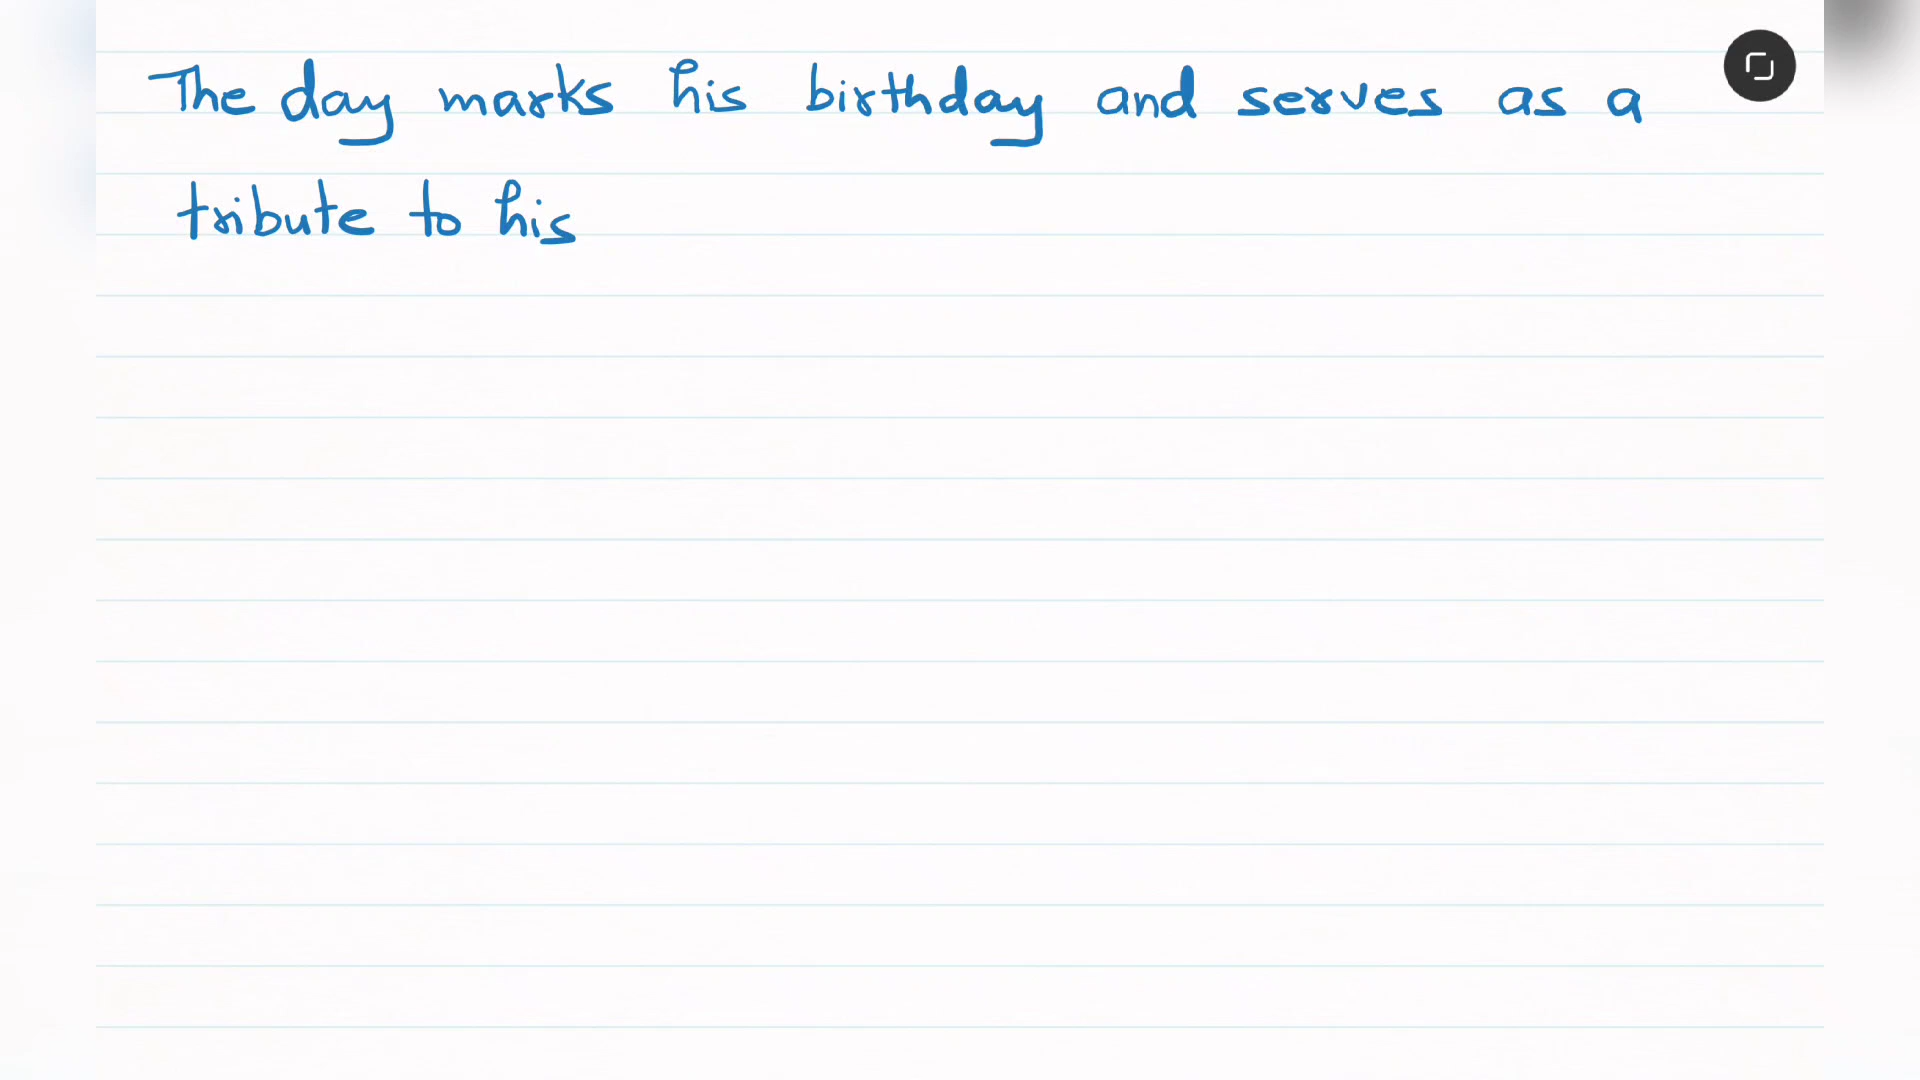 The day marks his birthday and serves as a
tribute to his